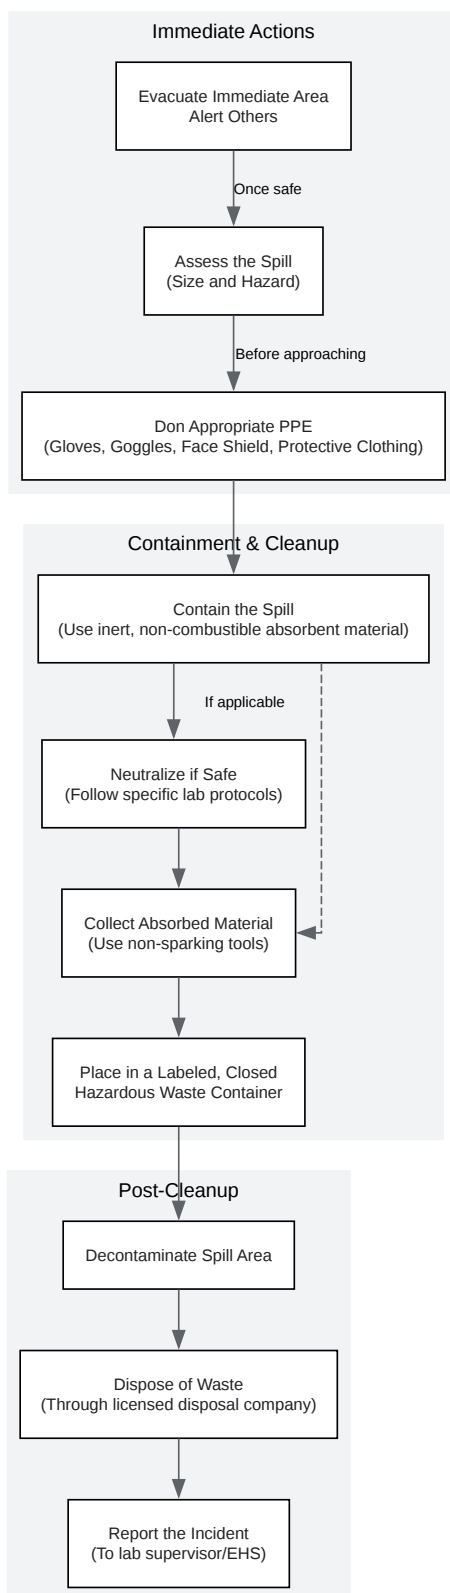 Immediate Actions
Evacuate Immediate Area
Alert Others
Once safe
Assess the Spill
(Size and Hazard)
Before approaching
Don Appropriate PPE
(Gloves, Goggles, Face Shield, Protective Clothing)
Containment & Cleanup
Contain the Spill
(Use inert, non-combustible absorbent material)
If applicable
Neutralize if Safe
(Follow specific lab protocols)
Collect Absorbed Material
(Use non-sparking tools)
Place in a Labeled, Closed
Hazardous Waste Container
Post-Cleanup
Decontaminate Spill Area
Dispose of Waste
(Through licensed disposal company)
Report the Incident
(To lab supervisor/EHS)